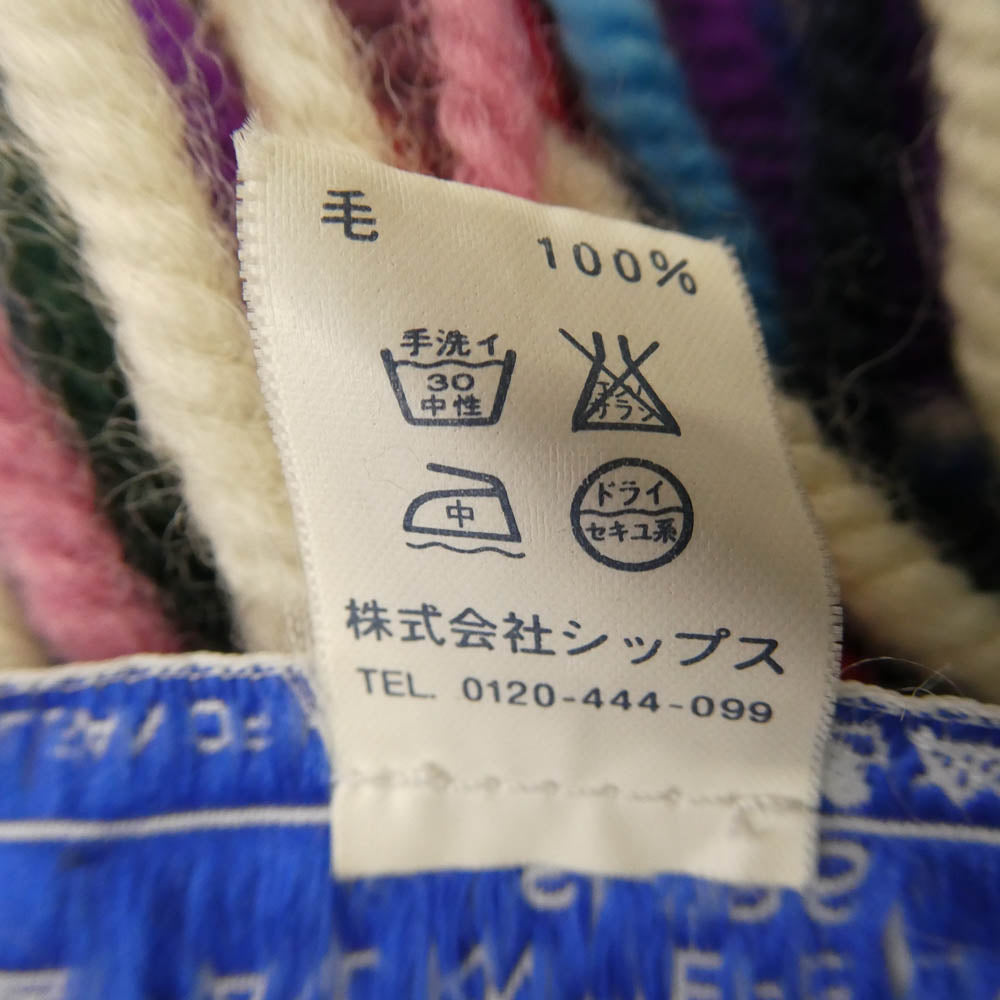 毛 100%
手洗イ
30
中性
エンソ
サラシ
中
ドライ
セキユ系
株式会社シップス
TEL. 0120-444-099